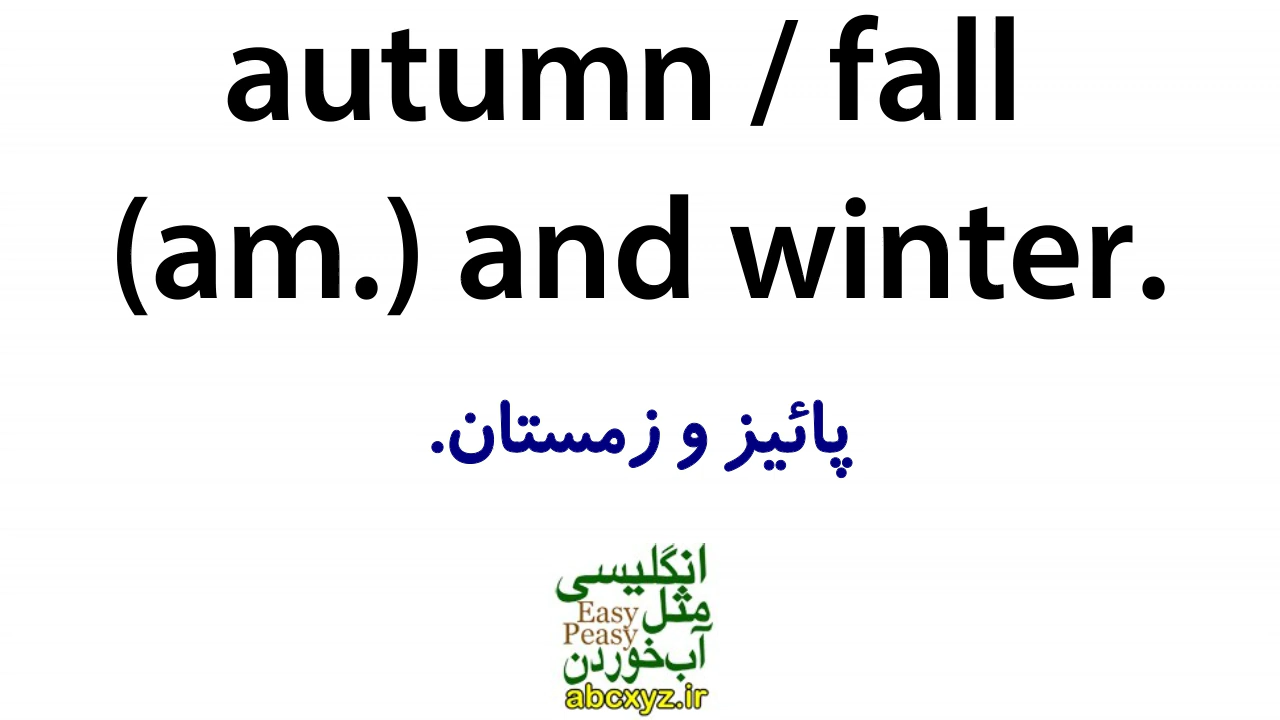 autumn / fall
(am.) and winter.
پائیز و زمستان.
انگلیسی
مثل
Easy
Peasy
آب‌خوردن
abcxyz.ir